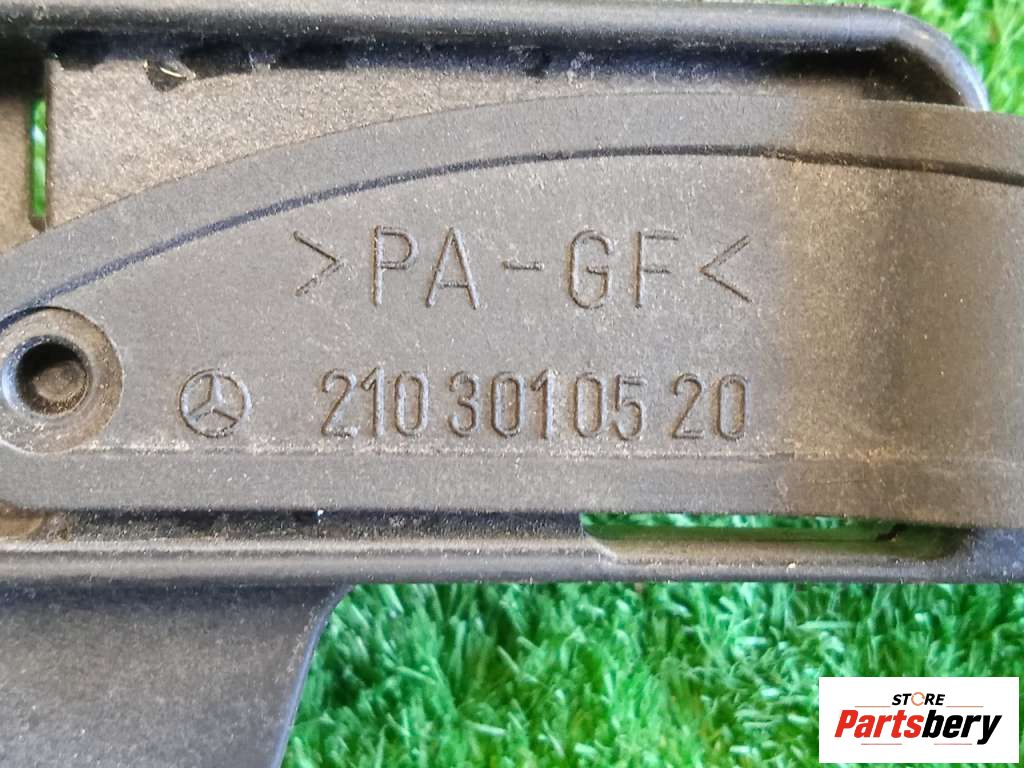 >PA-GF<
210 301 05 20
STORE
Partsbery